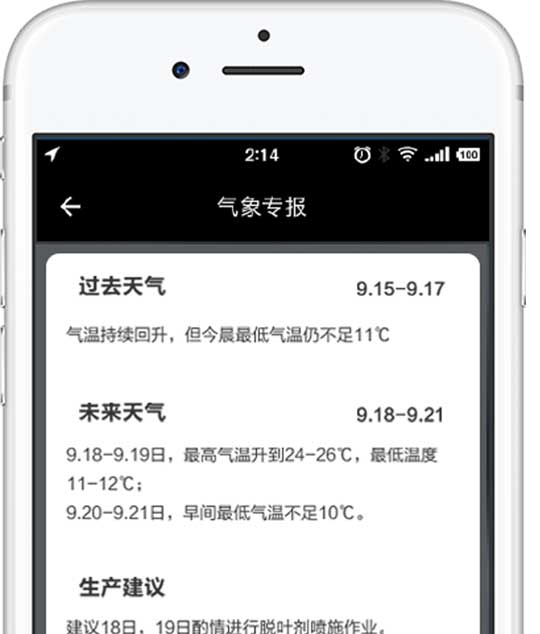 2:14
100
气象专报
过去天气 9.15-9.17
气温持续回升，但今晨最低气温仍不足11℃
未来天气 9.18-9.21
9.18-9.19日，最高气温升到24-26℃，最低温度
11-12℃；
9.20-9.21日，早间最低气温不足10℃。
生产建议
建议18日、19日酌情进行脱叶剂喷施作业。